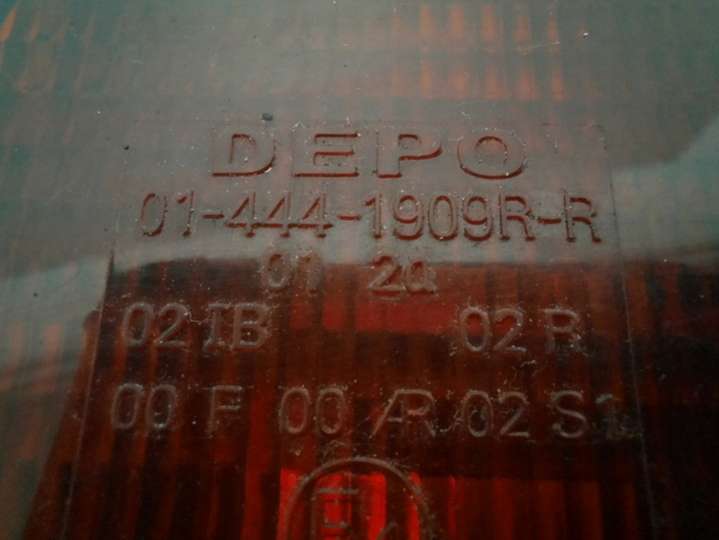 DEPO
01-444-1909R-R
01 2a
02 IB 02 R
00 F 00 AR 02 S1
E